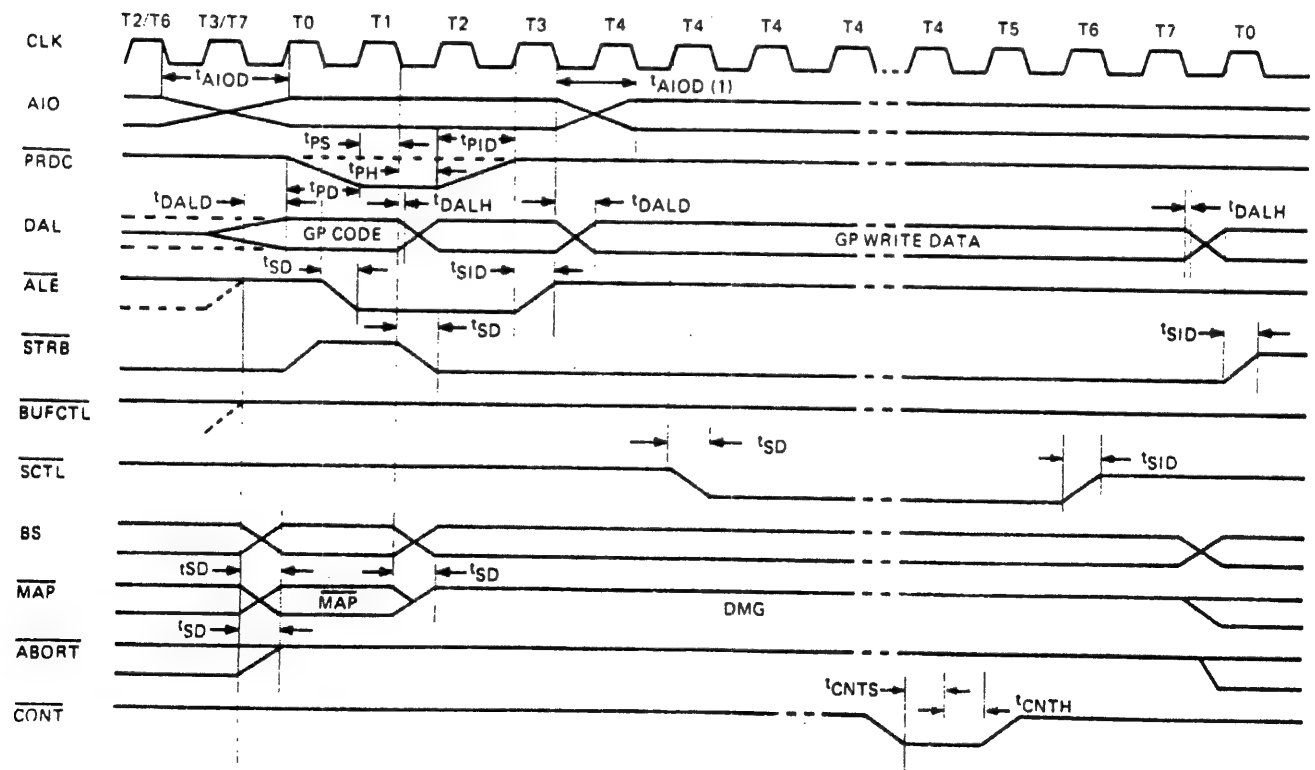 T2/T6 T3/T7 T0 T1 T2 T3 T4 T4 T4 T4 T4 T5 T6 T7 T0
CLK
tAIOD tAIOD (1)
AIO
tPS tPID
PRDC
tPH
tPD
tDALD tDALH tDALD tDALH
DAL GP CODE GP WRITE DATA
tSD tSID
ALE
tSD tSID
STRB
BUFCTL
tSD tSID
SCTL
BS
tSD tSD
MAP MAP DMG
tSD
ABORT
tCNTS
tCNTH
CONT